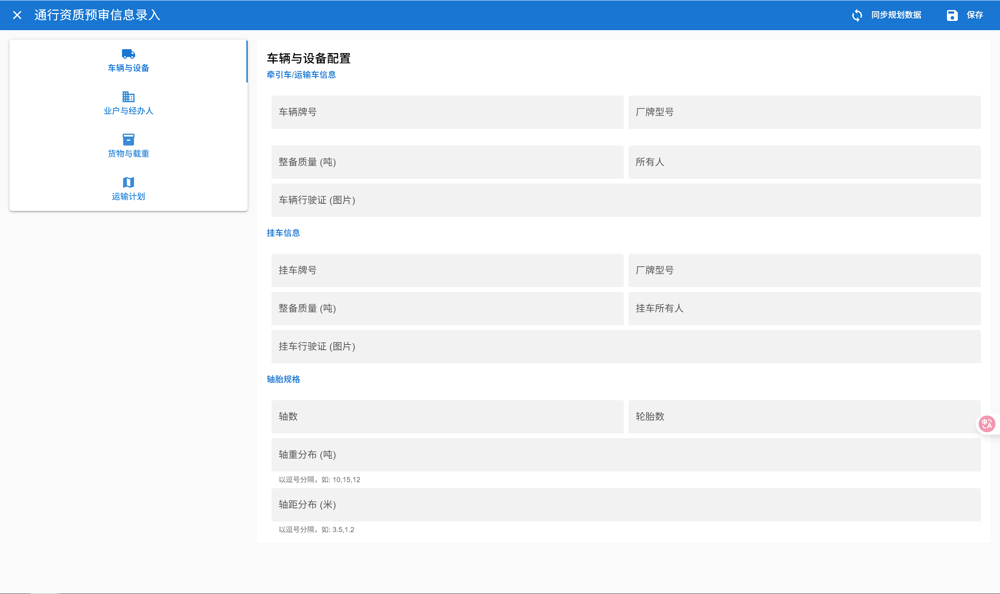 通行资质预审信息录入
同步规划数据
保存
车辆与设备
业户与经办人
货物与载重
运输计划
车辆与设备配置
牵引车/运输车信息
车辆牌号
厂牌型号
整备质量 (吨)
所有人
车辆行驶证 (图片)
挂车信息
挂车牌号
厂牌型号
整备质量 (吨)
挂车所有人
挂车行驶证 (图片)
轴胎规格
轴数
轮胎数
轴重分布 (吨)
以逗号分隔，如: 10,15,12
轴距分布 (米)
以逗号分隔，如: 3.5,1.2
中A